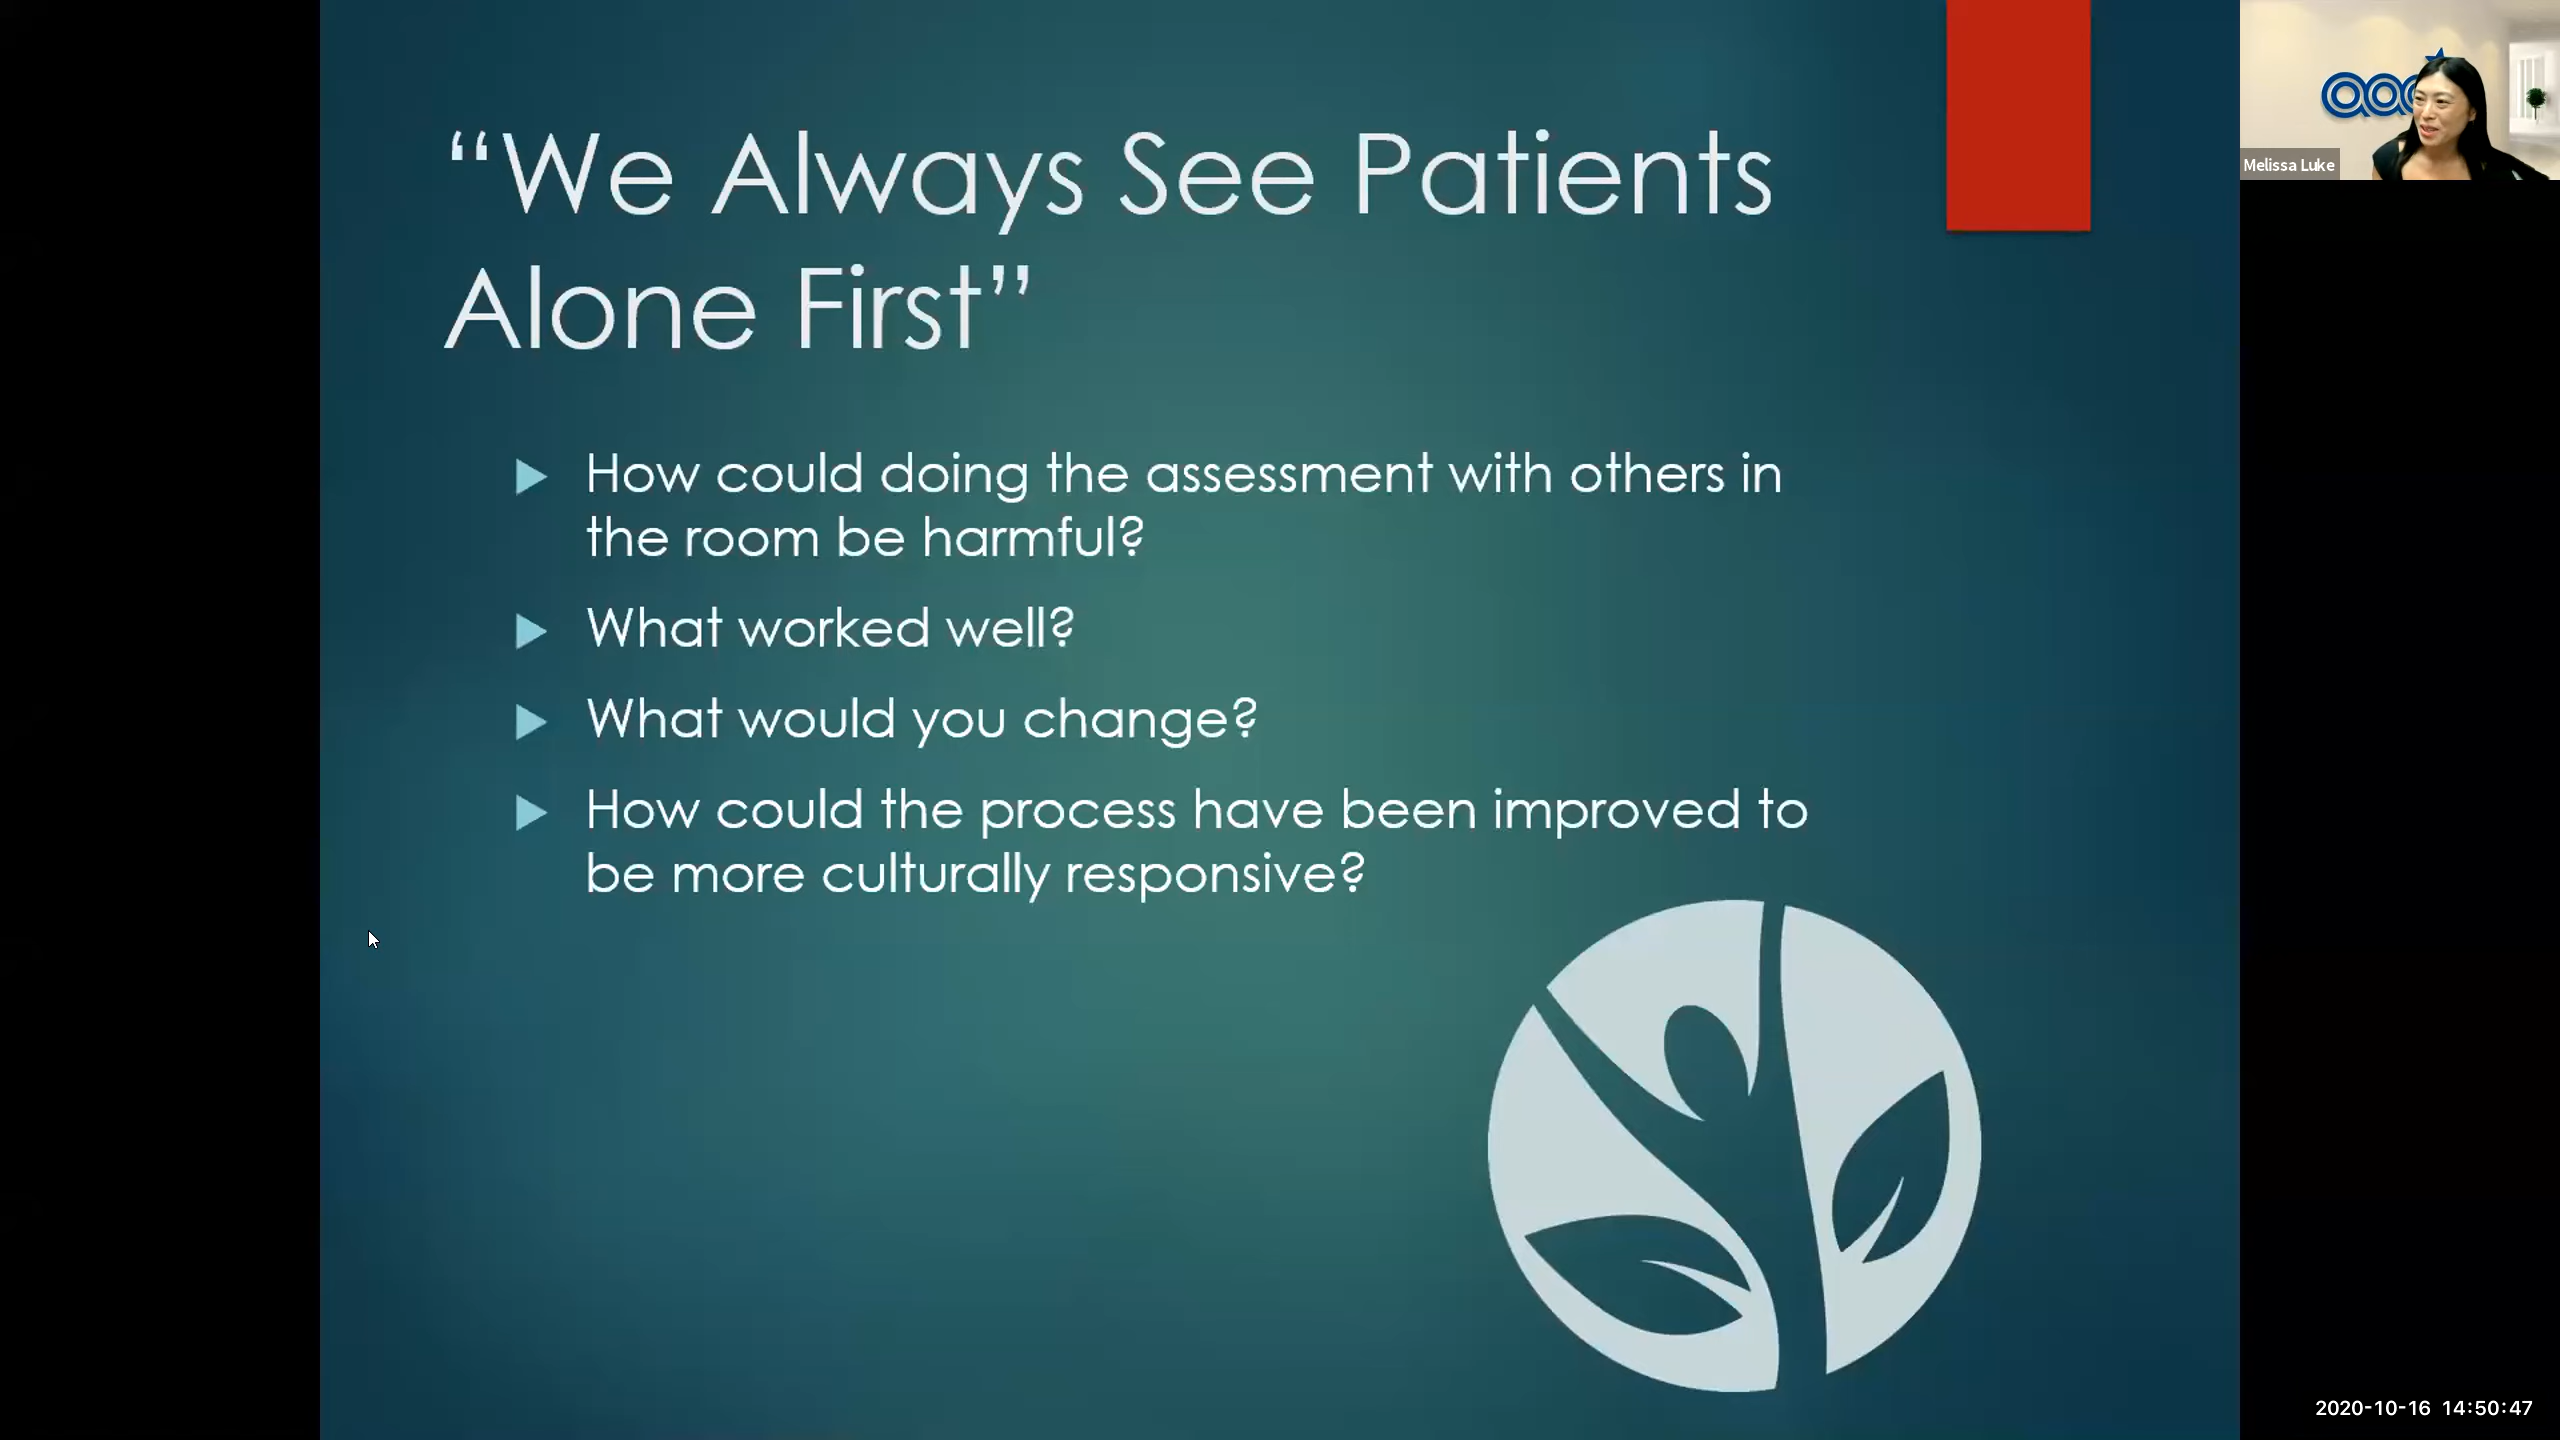 “We Always See Patients
Alone First”
How could doing the assessment with others in
the room be harmful?
What worked well?
What would you change?
How could the process have been improved to
be more culturally responsive?
Melissa Luke
2020-10-16 14:50:47